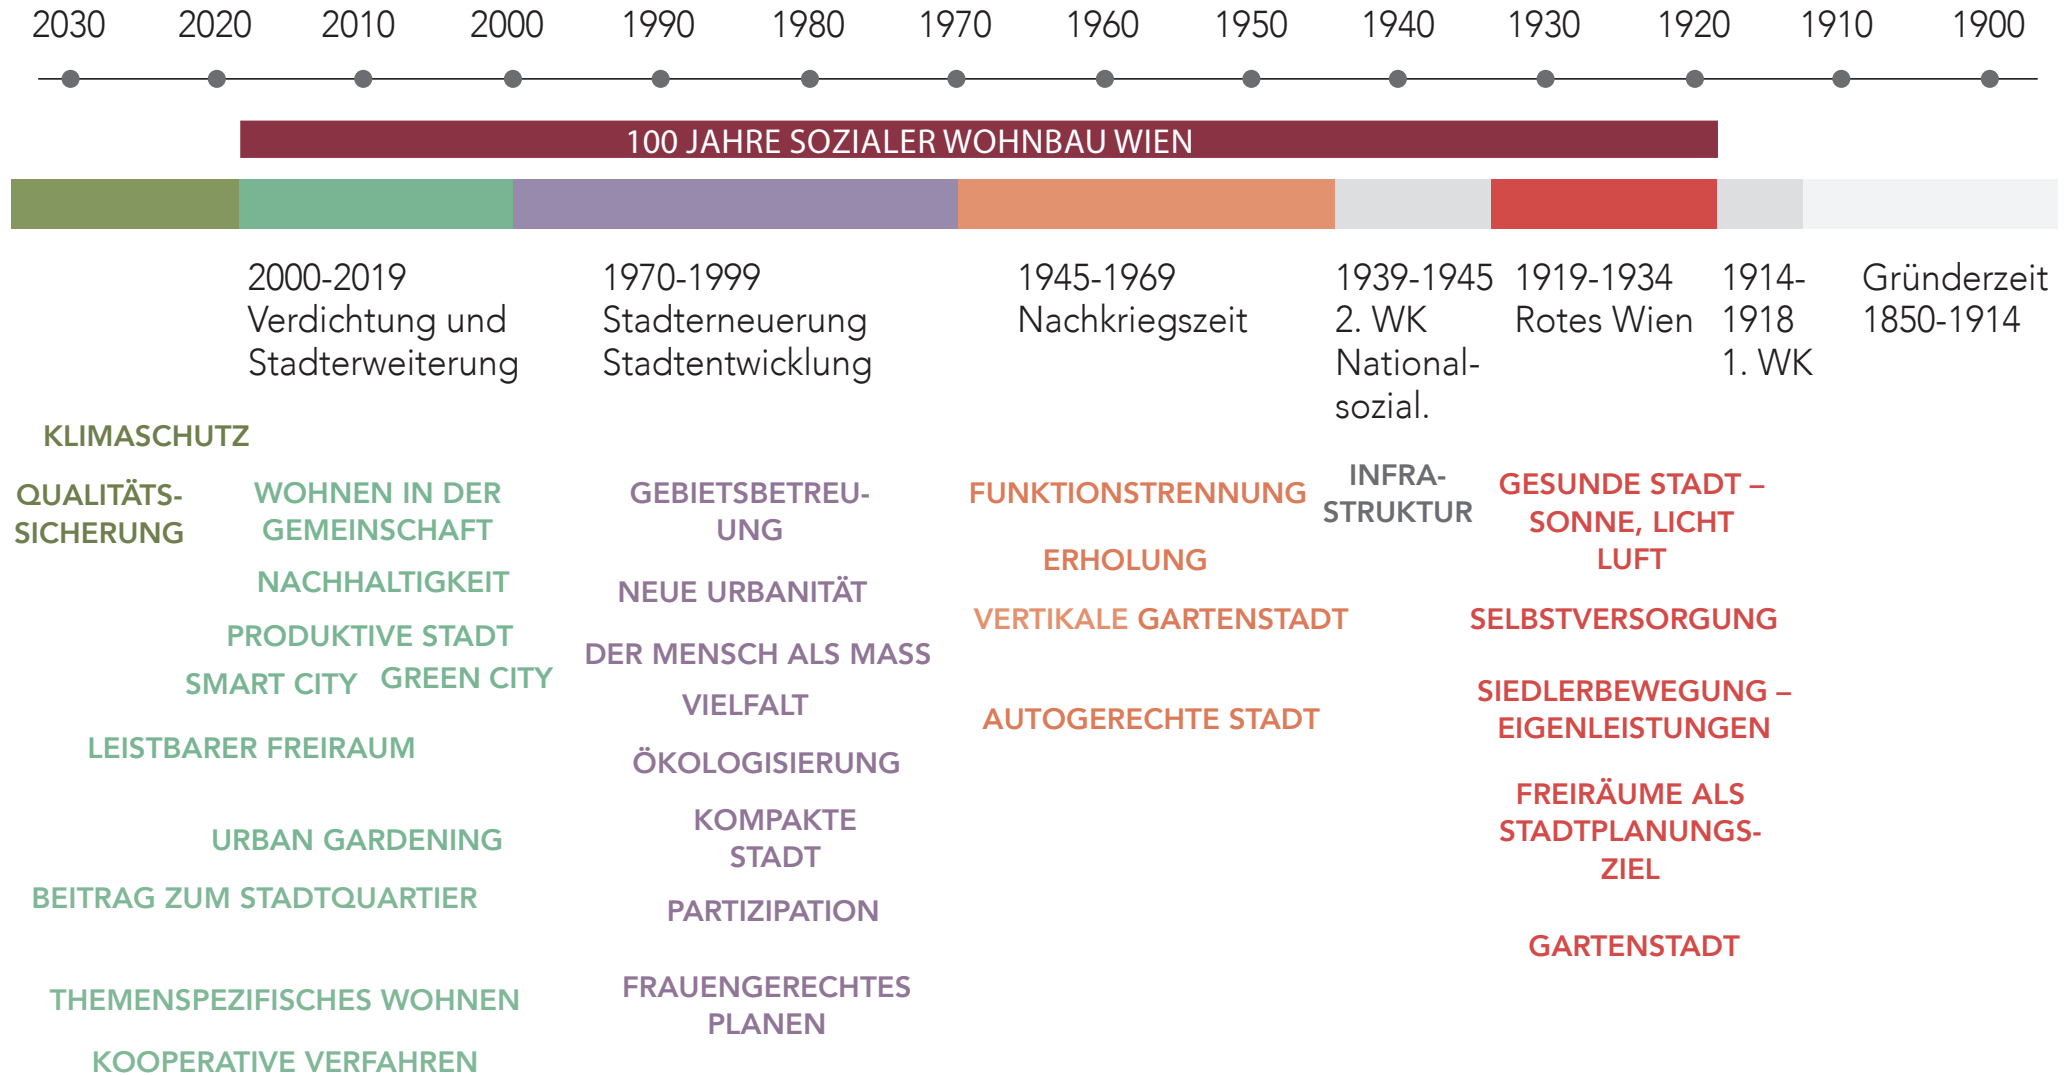 2030 2020 2010 2000 1990 1980 1970 1960 1950 1940 1930 1920 1910 1900
100 JAHRE SOZIALER WOHNBAU WIEN
2000-2019
Verdichtung und
Stadterweiterung
1970-1999
Stadterneuerung
Stadtentwicklung
1945-1969
Nachkriegszeit
1939-1945
2. WK
National-
sozial.
1919-1934
Rotes Wien
1914-
1918
1. WK
Gründerzeit
1850-1914
KLIMASCHUTZ
QUALITÄTS-
SICHERUNG
WOHNEN IN DER
GEMEINSCHAFT
NACHHALTIGKEIT
PRODUKTIVE STADT
SMART CITY
GREEN CITY
LEISTBARER FREIRAUM
URBAN GARDENING
BEITRAG ZUM STADTQUARTIER
THEMENSPEZIFISCHES WOHNEN
KOOPERATIVE VERFAHREN
GEBIETSBETREU-
UNG
NEUE URBANITÄT
DER MENSCH ALS MASS
VIELFALT
ÖKOLOGISIERUNG
KOMPAKTE
STADT
PARTIZIPATION
FRAUENGERECHTES
PLANEN
FUNKTIONSTRENNUNG
ERHOLUNG
VERTIKALE GARTENSTADT
AUTOGERECHTE STADT
INFRA-
STRUKTUR
GESUNDE STADT –
SONNE, LICHT
LUFT
SELBSTVERSORGUNG
SIEDLERBEWEGUNG –
EIGENLEISTUNGEN
FREIRÄUME ALS
STADTPLANUNGS-
ZIEL
GARTENSTADT